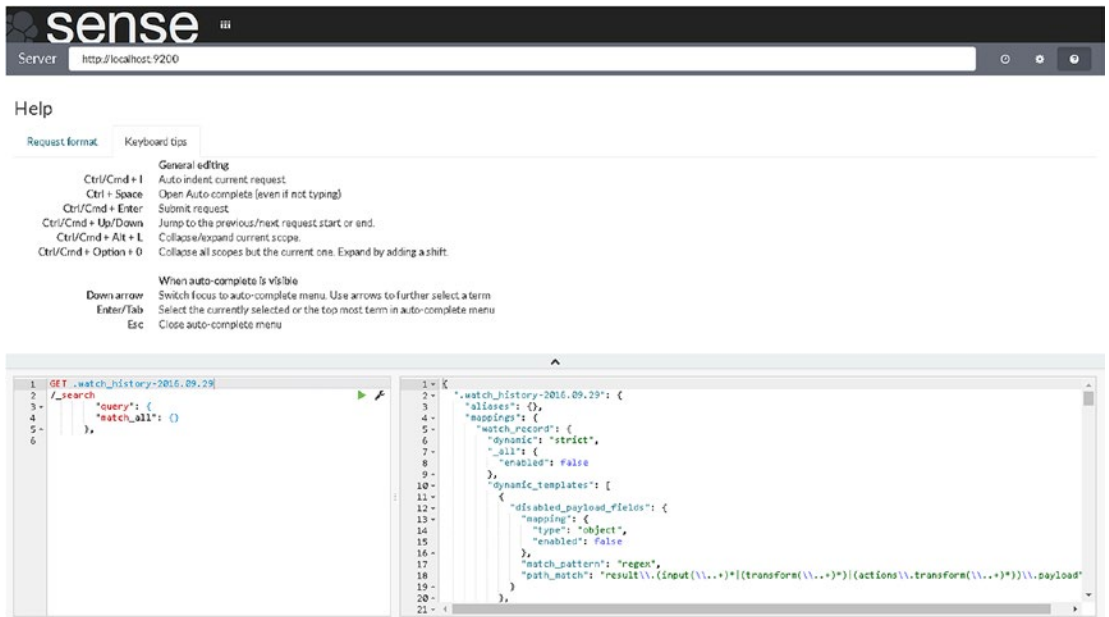 sense
Server http://localhost:9200
Help
Request format Keyboard tips
General editing
Ctrl/Cmd + I Auto indent current request
Ctrl + Space Open Auto complete (even if not typing)
Ctrl/Cmd + Enter Submit request
Ctrl/Cmd + Up/Down Jump to the previous/next request start or end.
Ctrl/Cmd + Alt + L Collapse/expand current scope.
Ctrl/Cmd + Option + 0 Collapse all scopes but the current one. Expand by adding a shift.
When auto-complete is visible
Down arrow Switch focus to auto-complete menu. Use arrows to further select a term
Enter/Tab Select the currently selected or the top most term in auto-complete menu
Esc Close auto-complete menu
1 GET .watch_history-2016.09.29
2 /_search
3 "query": {
4 "match_all": {}
5 },
6
1 {
2 ".watch_history-2016.09.29": {
3 "aliases": {},
4 "mappings": {
5 "watch_record": {
6 "dynamic": "strict",
7 "_all": {
8 "enabled": false
9 },
10 "dynamic_templates": [
11 {
12 "disabled_payload_fields": {
13 "mapping": {
14 "type": "object",
15 "enabled": false
16 },
17 "match_pattern": "regex",
18 "path_match": "result\\.(input(\\..+)*|(transform(\\..+)*)|(actions\\.transform(\\..+)*))\\.payload"
19 }
20 },
21